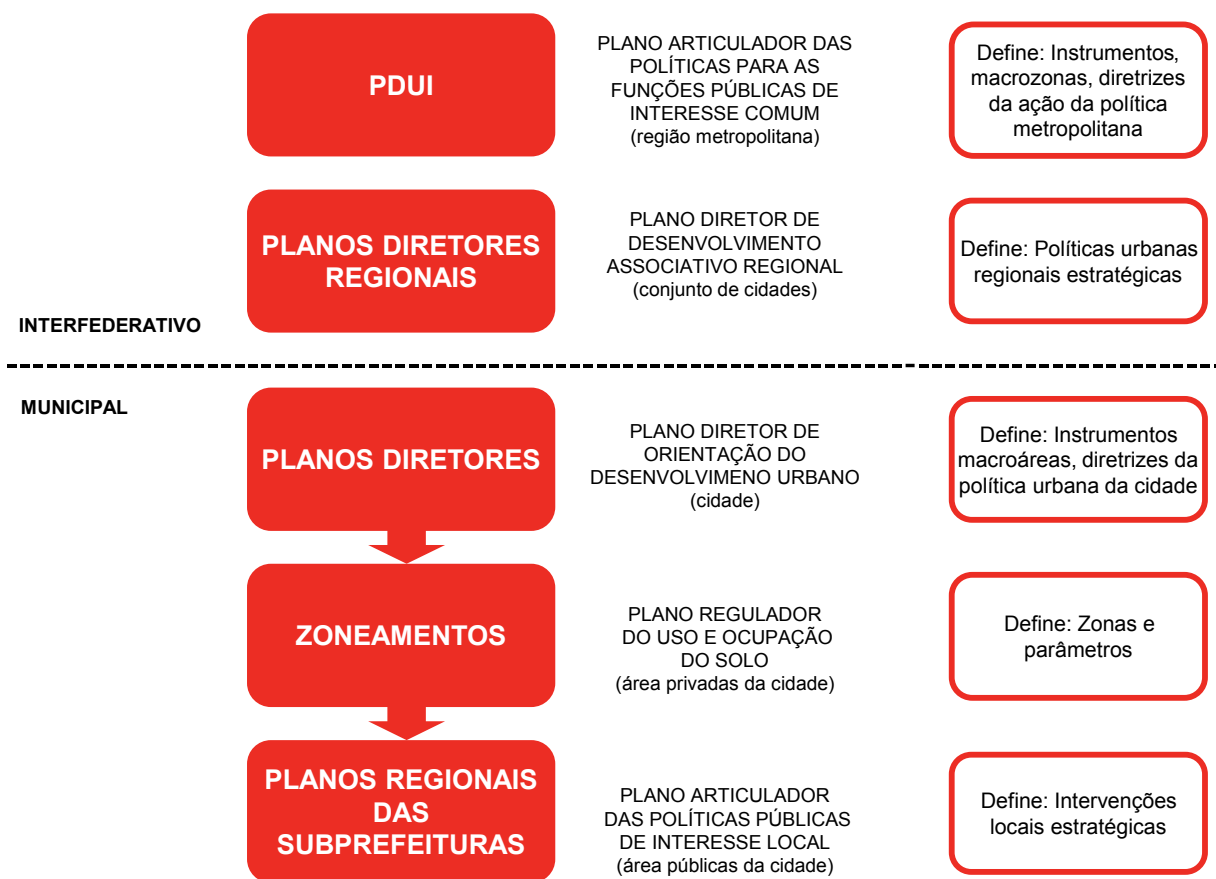 PDUI
PLANO ARTICULADOR DAS
POLÍTICAS PARA AS
FUNÇÕES PÚBLICAS DE
INTERESSE COMUM
(região metropolitana)
Define: Instrumentos,
macrozonas, diretrizes
da ação da política
metropolitana
PLANOS DIRETORES
REGIONAIS
PLANO DIRETOR DE
DESENVOLVIMENTO
ASSOCIATIVO REGIONAL
(conjunto de cidades)
Define: Políticas urbanas
regionais estratégicas
INTERFEDERATIVO
MUNICIPAL
PLANOS DIRETORES
PLANO DIRETOR DE
ORIENTAÇÃO DO
DESENVOLVIMENO URBANO
(cidade)
Define: Instrumentos
macroáreas, diretrizes da
política urbana da cidade
ZONEAMENTOS
PLANO REGULADOR
DO USO E OCUPAÇÃO
DO SOLO
(área privadas da cidade)
Define: Zonas e
parâmetros
PLANOS REGIONAIS
DAS
SUBPREFEITURAS
PLANO ARTICULADOR
DAS POLÍTICAS PÚBLICAS
DE INTERESSE LOCAL
(área públicas da cidade)
Define: Intervenções
locais estratégicas